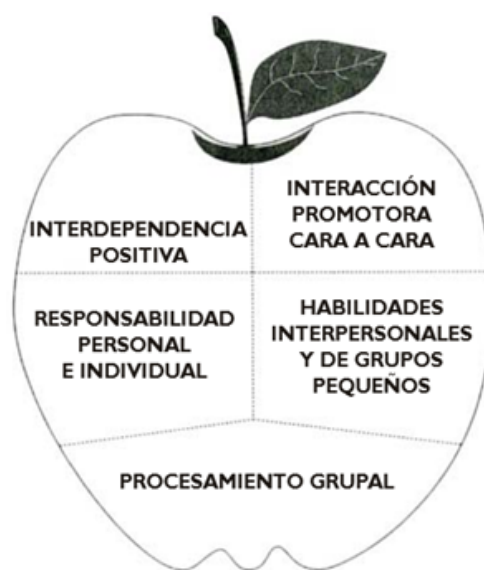 INTERDEPENDENCIA
POSITIVA
INTERACCIÓN
PROMOTORA
CARA A CARA
RESPONSABILIDAD
PERSONAL
E INDIVIDUAL
HABILIDADES
INTERPERSONALES
Y DE GRUPOS
PEQUEÑOS
PROCESAMIENTO GRUPAL